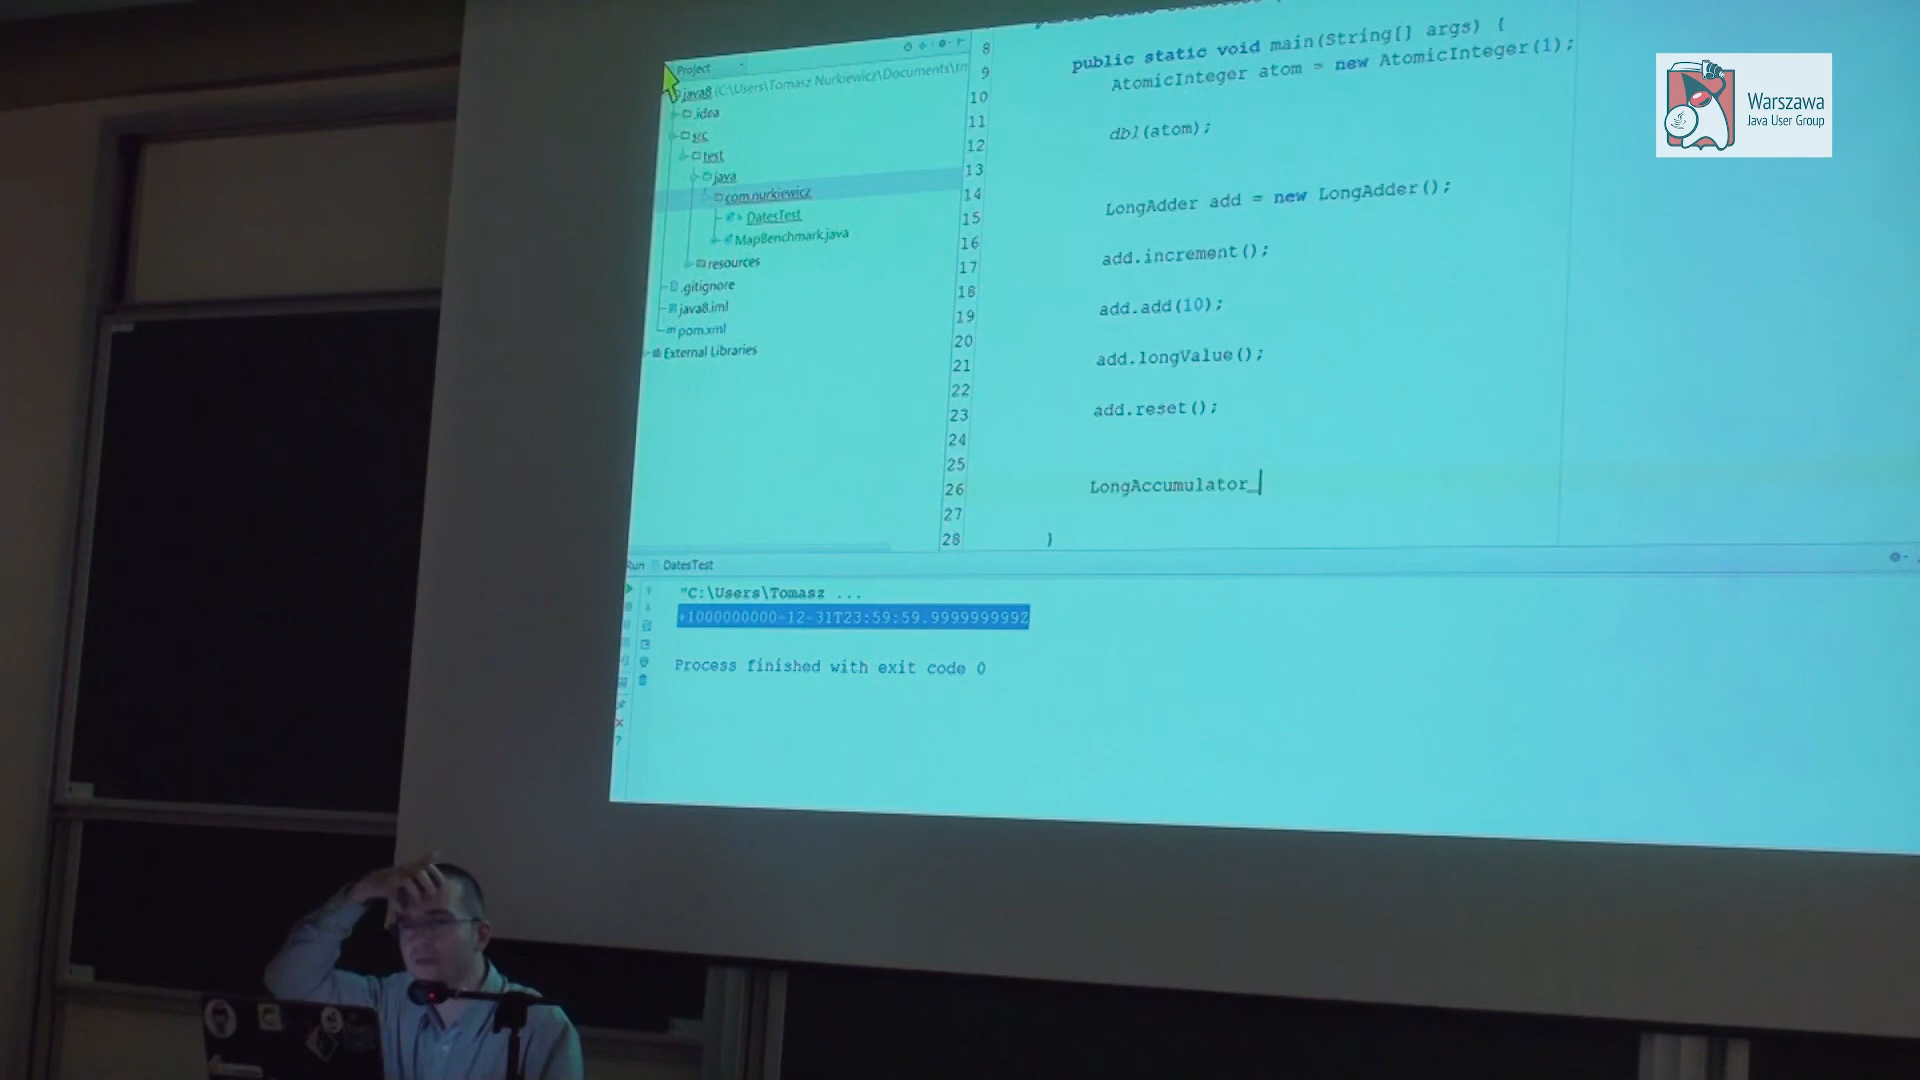 Project
java8 (C:\Users\Tomasz Nurkiewicz\Documents\
.idea
src
test
java
com.nurkiewicz
DatesTest
MapBenchmark.java
resources
.gitignore
java8.iml
pom.xml
External Libraries
8
9
10
11
12
13
14
15
16
17
18
19
20
21
22
23
24
25
26
27
28
public static void main(String[] args) {
AtomicInteger atom = new AtomicInteger(1);
dbl(atom);
LongAdder add = new LongAdder();
add.increment();
add.add(10);
add.longValue();
add.reset();
LongAccumulator
}
Run DatesTest
"C:\Users\Tomasz ...
+1000000000-12-31T23:59:59.999999999Z
Process finished with exit code 0
Warszawa
Java User Group